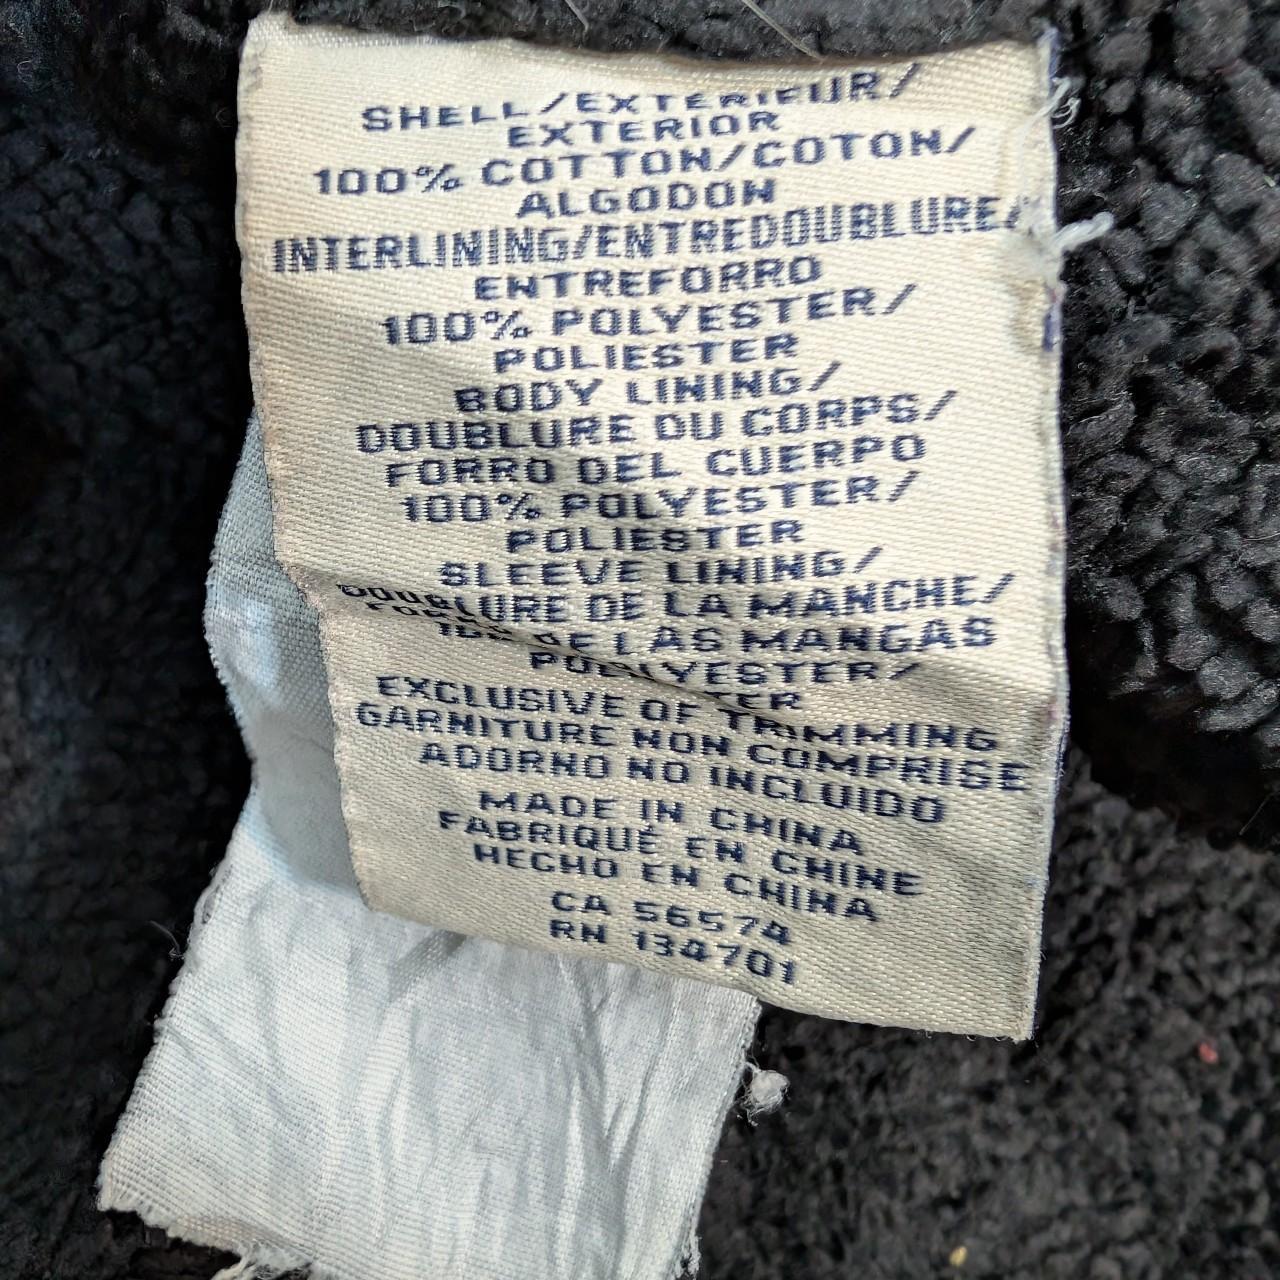 SHELL/EXTÉRIEUR/
EXTERIOR
100% COTTON/COTON/
ALGODON
INTERLINING/ENTREDOUBLURE/
ENTREFORRO
100% POLYESTER/
POLIESTER
BODY LINING/
DOUBLURE DU CORPS/
FORRO DEL CUERPO
100% POLYESTER/
POLIESTER
SLEEVE LINING/
DOUBLURE DE LA MANCHE/
DE LAS MANGAS
POLYESTER/
EXCLUSIVE OF TRIMMING
GARNITURE NON COMPRISE
ADORNO NO INCLUIDO
MADE IN CHINA
FABRIQUÉ EN CHINE
HECHO EN CHINA
CA 56574
RN 134701